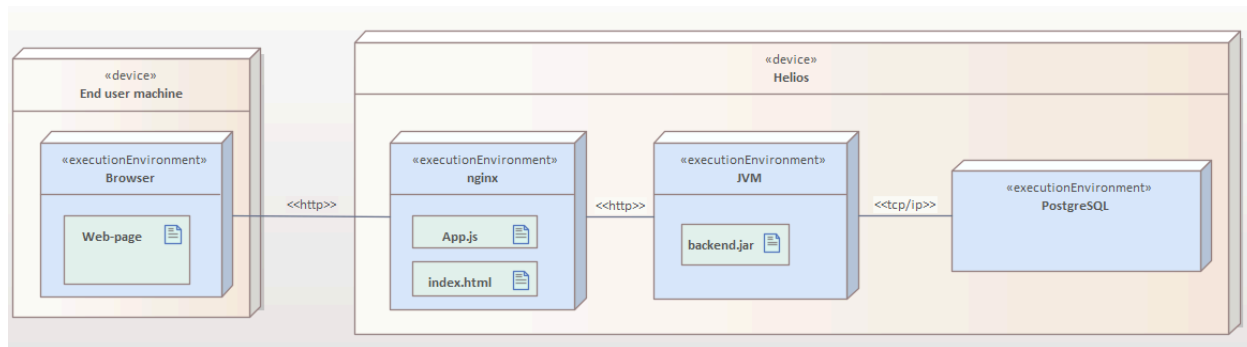 «device»
End user machine
«executionEnvironment»
Browser
Web-page
<<http>>
«device»
Helios
«executionEnvironment»
nginx
App.js
index.html
<<http>>
«executionEnvironment»
JVM
backend.jar
<<tcp/ip>>
«executionEnvironment»
PostgreSQL